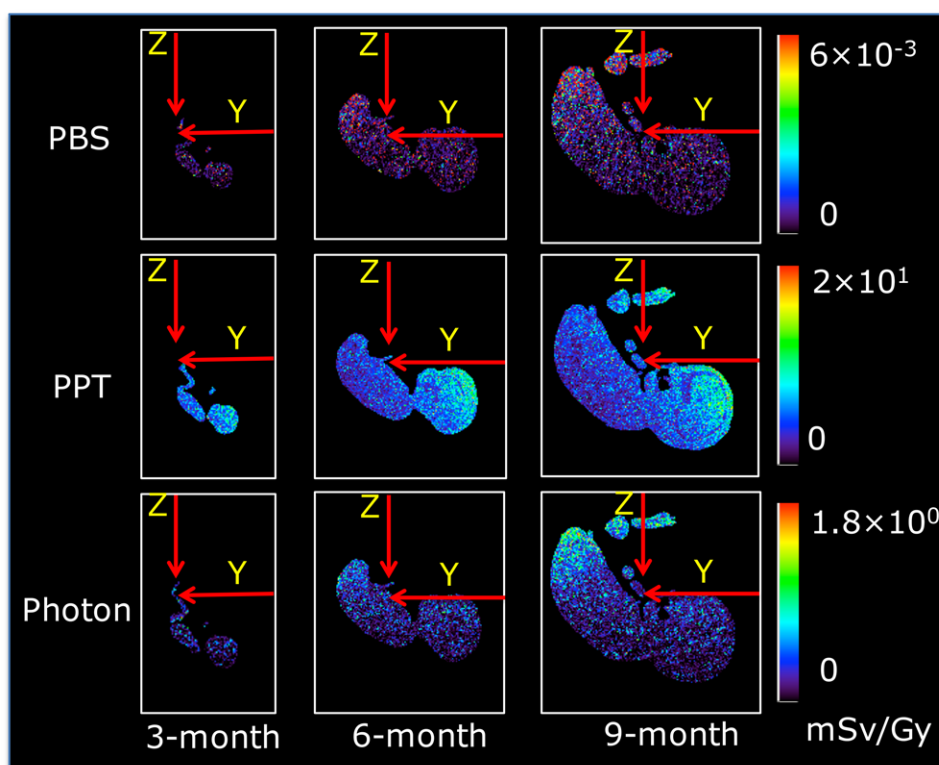 Z Z Z
6×10⁻³
Y Y Y
PBS
0
Z Z Z
2×10¹
Y Y Y
PPT
0
Z Z Z
1.8×10⁰
Y Y Y
Photon
0
3-month 6-month 9-month mSv/Gy